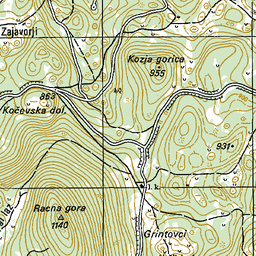 Zajavorji
Kozja gorica
955
863
Kočevska dol.
931
l.k.
Racna gora
1140
Grintovci